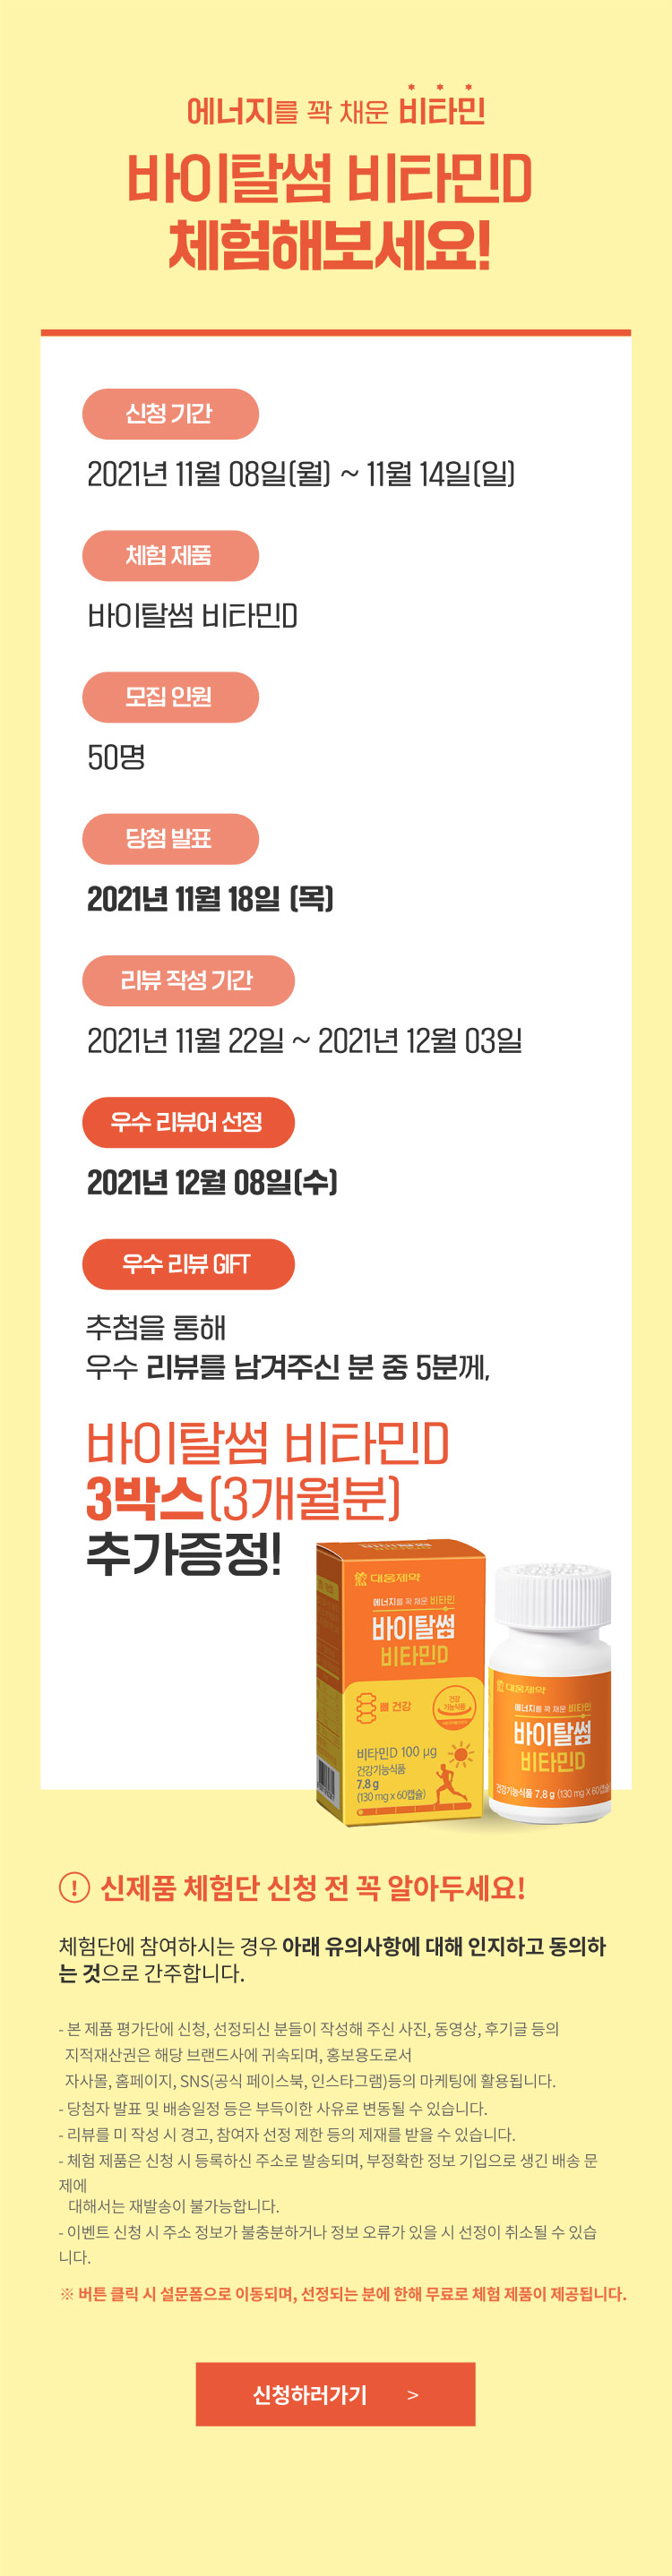 에너지를 꽉 채운 비타민
바이탈썸 비타민D
체험해보세요!
신청 기간
2021년 11월 08일(월) ~ 11월 14일(일)
체험 제품
바이탈썸 비타민D
모집 인원
50명
당첨 발표
2021년 11월 18일 (목)
리뷰 작성 기간
2021년 11월 22일 ~ 2021년 12월 03일
우수 리뷰어 선정
2021년 12월 08일(수)
우수 리뷰 GIFT
추첨을 통해
우수 리뷰를 남겨주신 분 중 5분께,
바이탈썸 비타민D
3박스(3개월분)
추가증정!
바이탈썸
대웅제약
에너지를 꽉 채운 비타민
바이탈썸
비타민D
뼈 건강
건강
기능식품
비타민D 100 µg
건강기능식품
7.8 g
(130 mg x 60캡슐)
대웅제약
에너지를 꽉 채운 비타민
바이탈썸
비타민D
건강기능식품 7.8 g (130 mg X 60캡슐
! 신제품 체험단 신청 전 꼭 알아두세요!
체험단에 참여하시는 경우 아래 유의사항에 대해 인지하고 동의하
는 것으로 간주합니다.
- 본 제품 평가단에 신청, 선정되신 분들이 작성해 주신 사진, 동영상, 후기글 등의
지적재산권은 해당 브랜드사에 귀속되며, 홍보용도로서
자사몰, 홈페이지, SNS(공식 페이스북, 인스타그램)등의 마케팅에 활용됩니다.
- 당첨자 발표 및 배송일정 등은 부득이한 사유로 변동될 수 있습니다.
- 리뷰를 미 작성 시 경고, 참여자 선정 제한 등의 제재를 받을 수 있습니다.
- 체험 제품은 신청 시 등록하신 주소로 발송되며, 부정확한 정보 기입으로 생긴 배송 문
제에
대해서는 재발송이 불가능합니다.
- 이벤트 신청 시 주소 정보가 불충분하거나 정보 오류가 있을 시 선정이 취소될 수 있습
니다.
※ 버튼 클릭 시 설문폼으로 이동되며, 선정되는 분에 한해 무료로 체험 제품이 제공됩니다.
신청하러가기 >